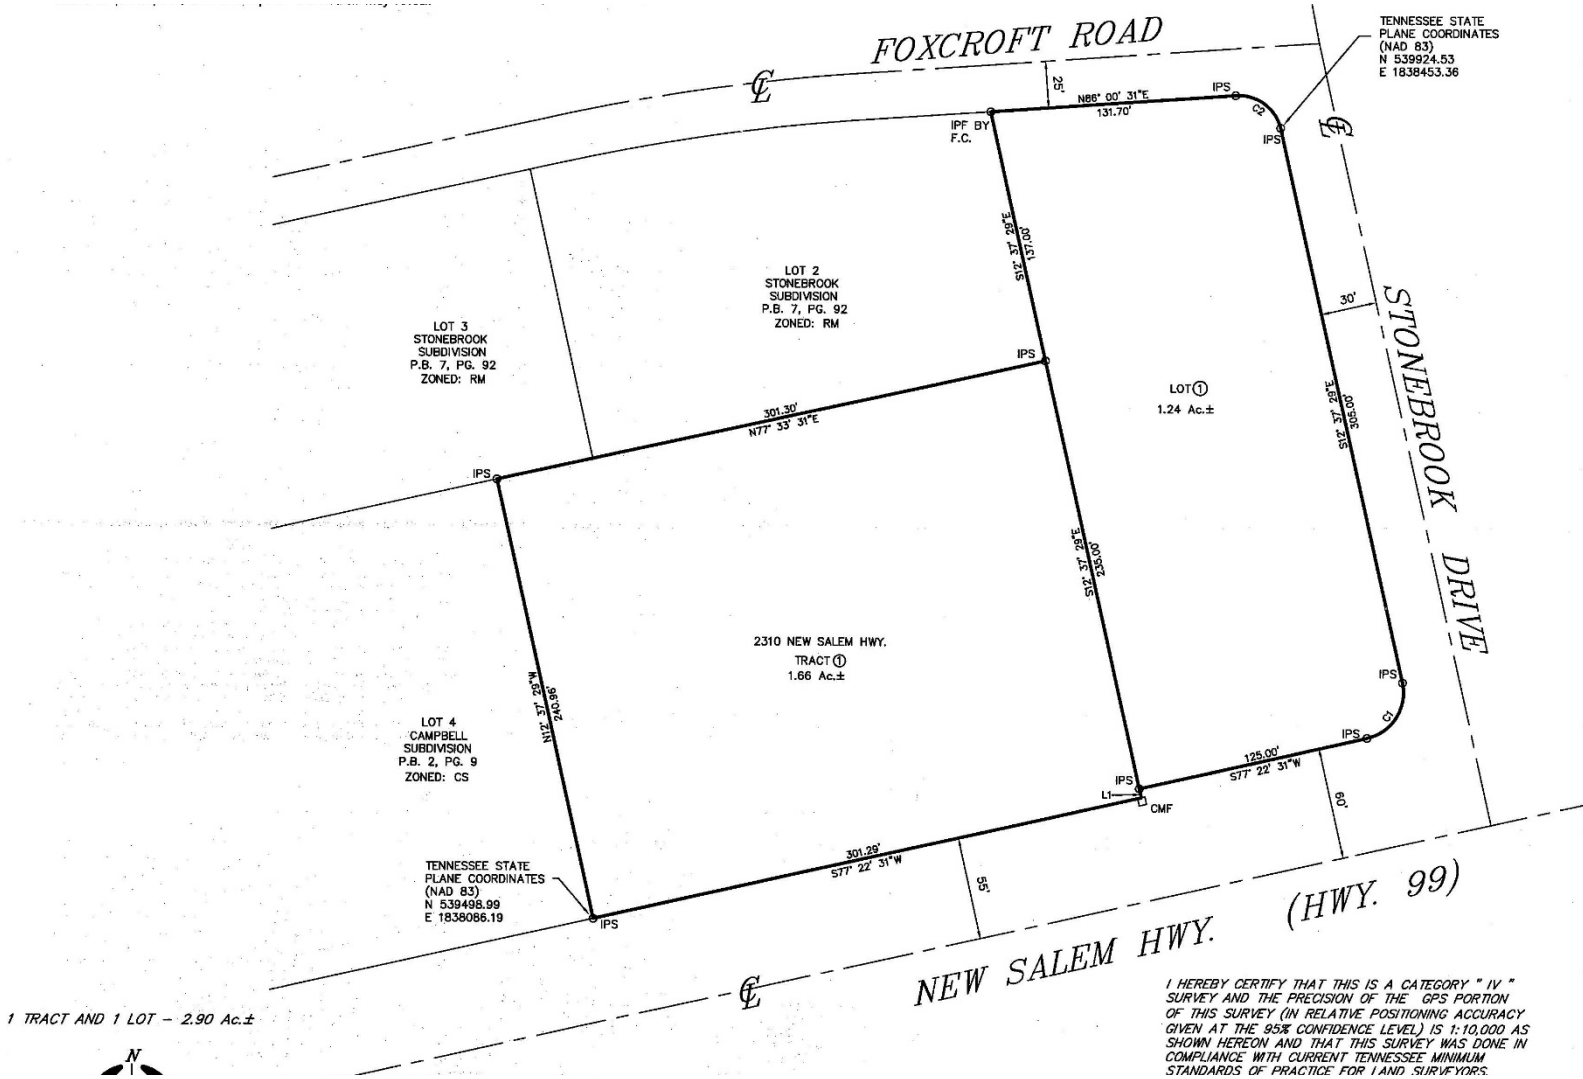 FOXCROFT ROAD
TENNESSEE STATE
PLANE COORDINATES
(NAD 83)
N 539924.53
E 1838453.36
℄
25'
N86° 00' 31"E
131.70'
IPS
C2
IPS
℄
IPF BY
F.C.
S12° 37' 29"E
137.00'
LOT 2
STONEBROOK
SUBDIVISION
P.B. 7, PG. 92
ZONED: RM
LOT 3
STONEBROOK
SUBDIVISION
P.B. 7, PG. 92
ZONED: RM
30'
STONEBROOK DRIVE
IPS
LOT 1
1.24 Ac.±
S12° 37' 29"E
305.00'
301.30'
N77° 33' 31"E
IPS
S12° 37' 29"E
235.00'
2310 NEW SALEM HWY.
TRACT 1
1.66 Ac.±
N12° 37' 29"W
240.96'
LOT 4
CAMPBELL
SUBDIVISION
P.B. 2, PG. 9
ZONED: CS
IPS
C1
IPS
125.00'
S77° 22' 31"W
IPS
L1
CMF
60'
301.29'
S77° 22' 31"W
55'
TENNESSEE STATE
PLANE COORDINATES
(NAD 83)
N 539498.99
E 1838086.19
IPS
NEW SALEM HWY. (HWY. 99)
℄
1 TRACT AND 1 LOT - 2.90 Ac.±
N
I HEREBY CERTIFY THAT THIS IS A CATEGORY " IV "
SURVEY AND THE PRECISION OF THE GPS PORTION
OF THIS SURVEY (IN RELATIVE POSITIONING ACCURACY
GIVEN AT THE 95% CONFIDENCE LEVEL) IS 1:10,000 AS
SHOWN HEREON AND THAT THIS SURVEY WAS DONE IN
COMPLIANCE WITH CURRENT TENNESSEE MINIMUM
STANDARDS OF PRACTICE FOR LAND SURVEYORS.